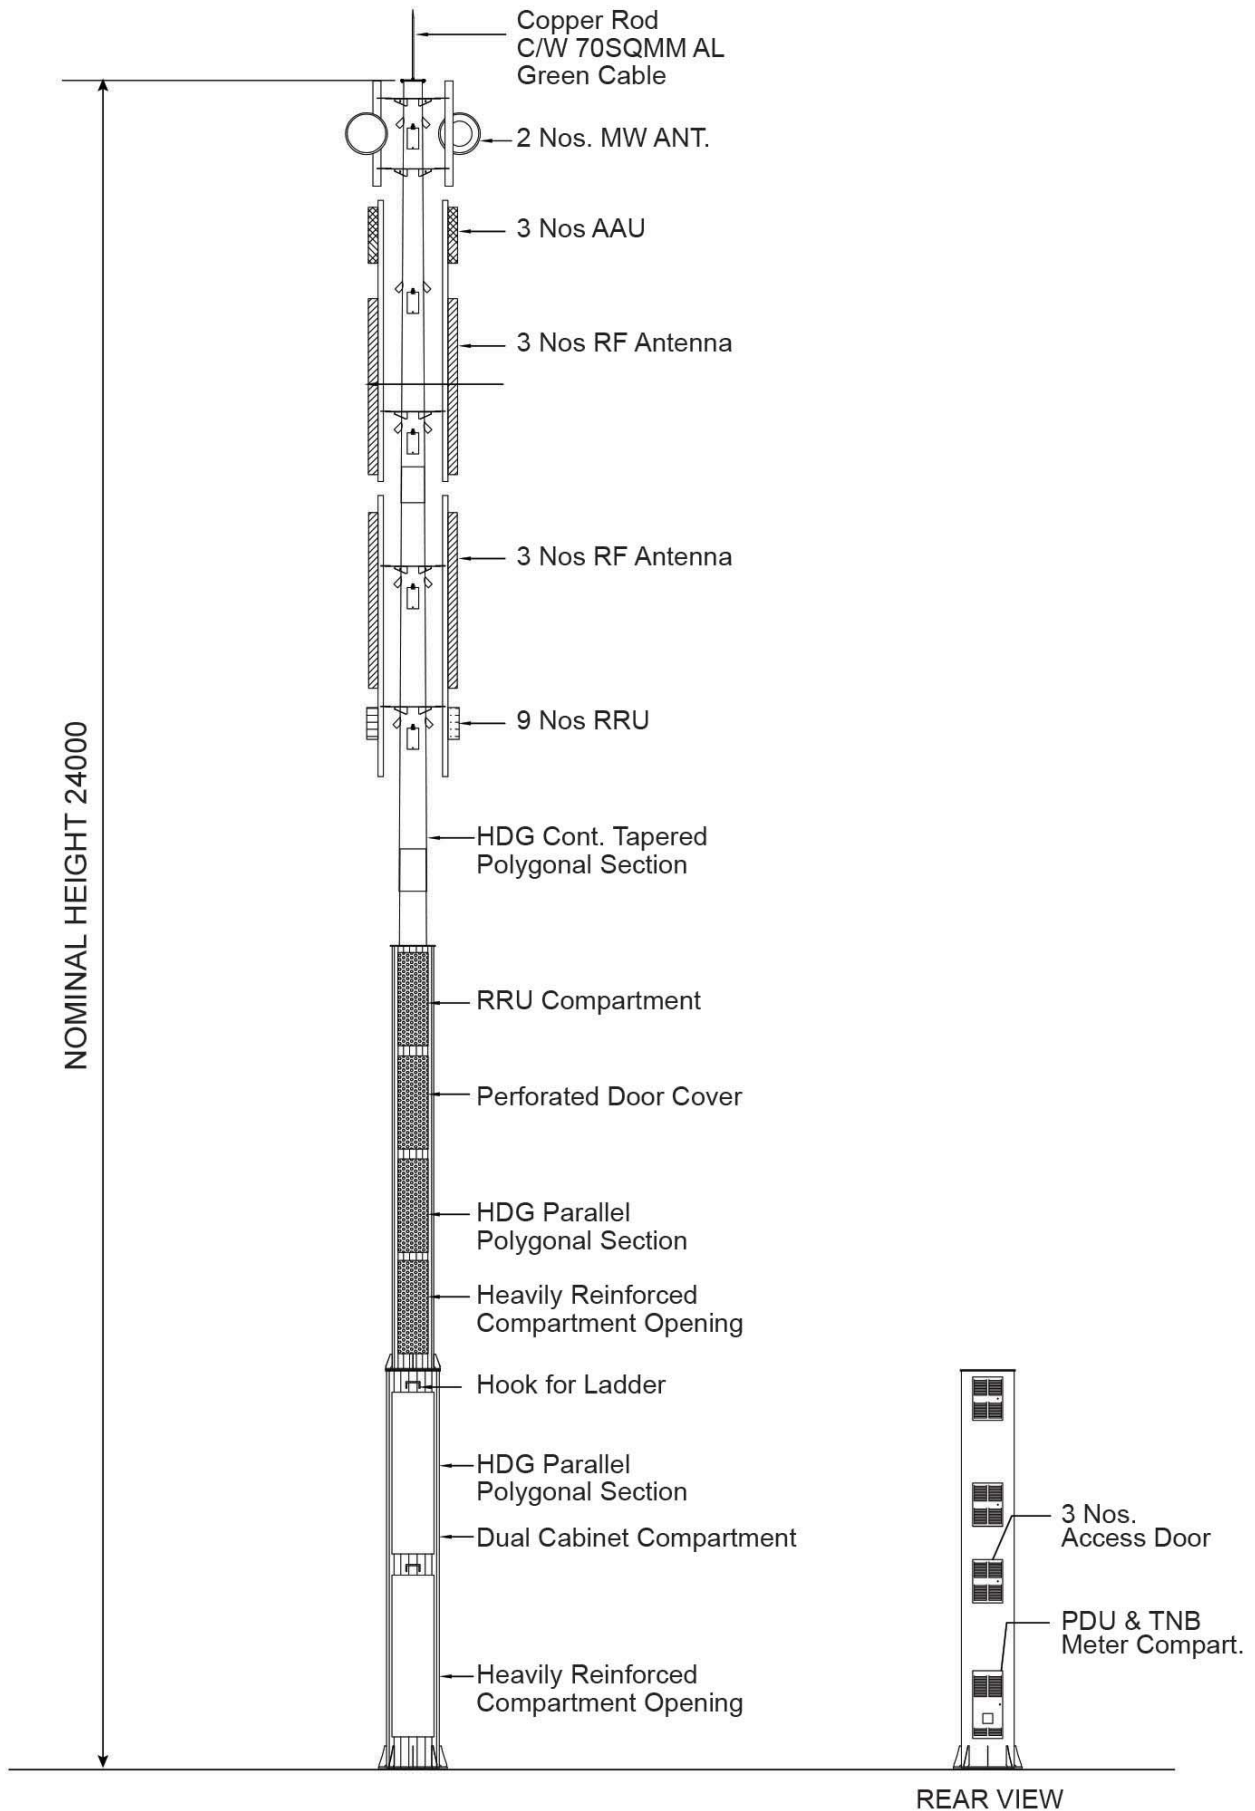 Copper Rod
C/W 70SQMM AL
Green Cable
2 Nos. MW ANT.
3 Nos AAU
3 Nos RF Antenna
3 Nos RF Antenna
9 Nos RRU
NOMINAL HEIGHT 24000
HDG Cont. Tapered
Polygonal Section
RRU Compartment
Perforated Door Cover
HDG Parallel
Polygonal Section
Heavily Reinforced
Compartment Opening
Hook for Ladder
HDG Parallel
Polygonal Section
Dual Cabinet Compartment
Heavily Reinforced
Compartment Opening
3 Nos.
Access Door
PDU & TNB
Meter Compart.
REAR VIEW